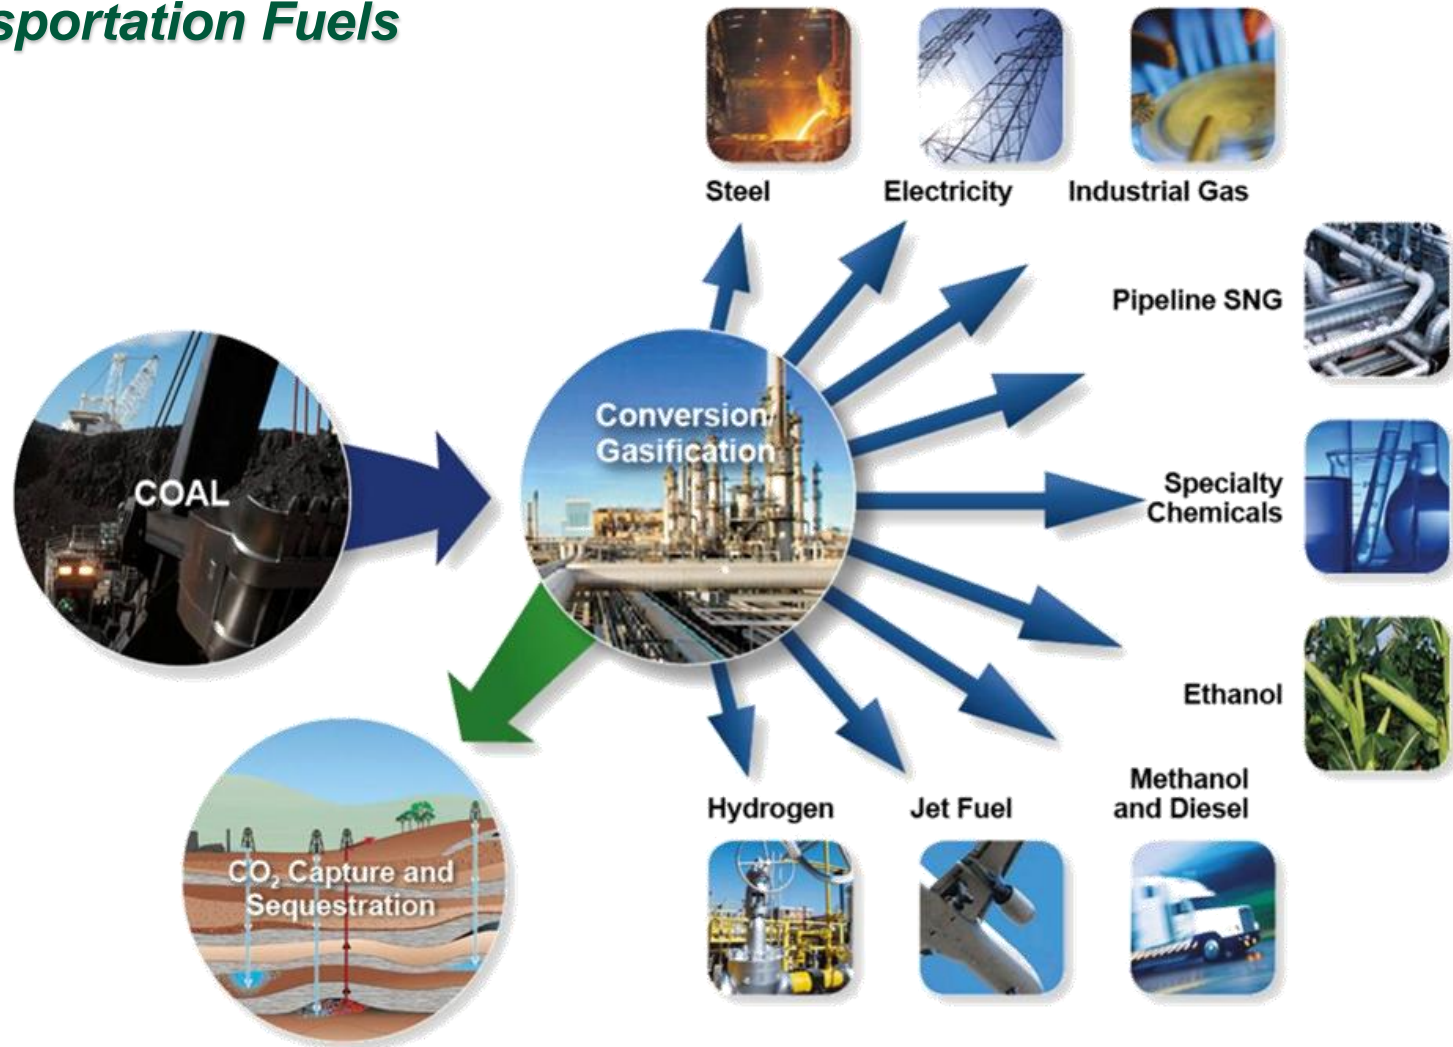 sportation Fuels
Steel
Electricity
Industrial Gas
Pipeline SNG
Conversion/
Gasification
COAL
Specialty
Chemicals
Ethanol
Methanol
and Diesel
Hydrogen
Jet Fuel
CO₂ Capture and
Sequestration